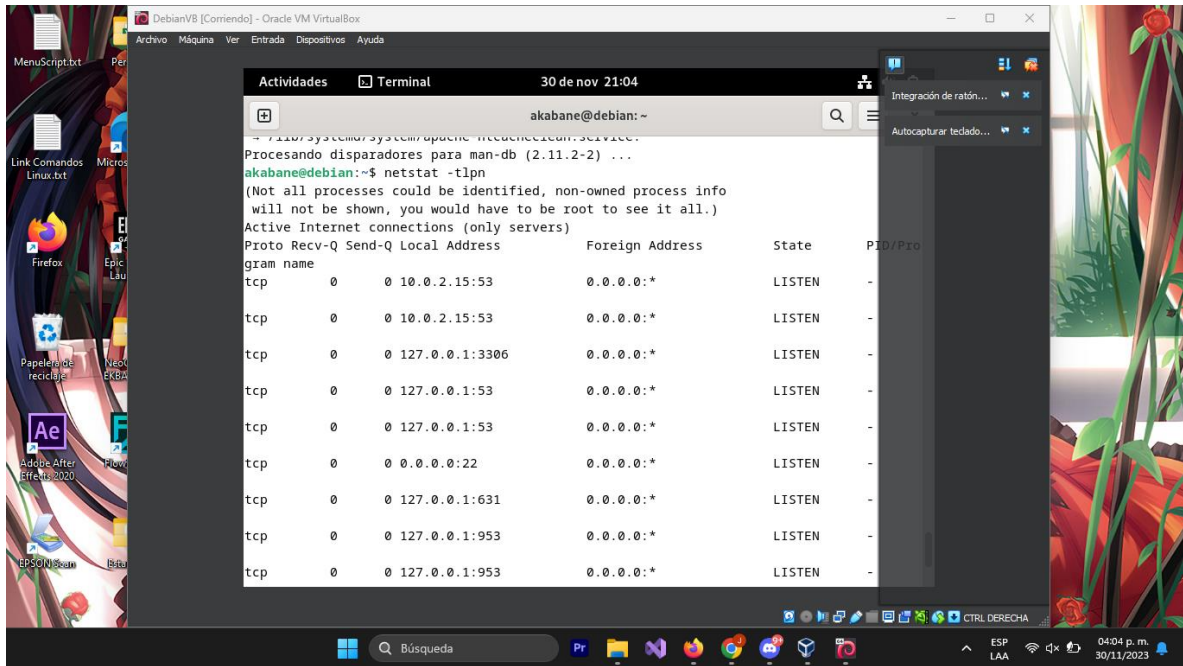 DebianVB [Corriendo] - Oracle VM VirtualBox
Archivo Máquina Ver Entrada Dispositivos Ayuda
MenuScript.txt
Per
Actividades Terminal 30 de nov 21:04
Integración de ratón...
akabane@debian: ~
Autocapturar teclado...
Procesando disparadores para man-db (2.11.2-2) ...
akabane@debian:~$ netstat -tlpn
(Not all processes could be identified, non-owned process info
will not be shown, you would have to be root to see it all.)
Active Internet connections (only servers)
Proto Recv-Q Send-Q Local Address Foreign Address State PID/Pro
gram name
tcp 0 0 10.0.2.15:53 0.0.0.0:* LISTEN -
tcp 0 0 10.0.2.15:53 0.0.0.0:* LISTEN -
tcp 0 0 127.0.0.1:3306 0.0.0.0:* LISTEN -
tcp 0 0 127.0.0.1:53 0.0.0.0:* LISTEN -
tcp 0 0 127.0.0.1:53 0.0.0.0:* LISTEN -
tcp 0 0 0.0.0.0:22 0.0.0.0:* LISTEN -
tcp 0 0 127.0.0.1:631 0.0.0.0:* LISTEN -
tcp 0 0 127.0.0.1:953 0.0.0.0:* LISTEN -
tcp 0 0 127.0.0.1:953 0.0.0.0:* LISTEN -
Link Comandos
Linux.txt
Micros
Firefox
Epic
Lau
Papelera de
reciclaje
Neo
EKBA
Ae
Adobe After
Effects 2020
Flow
EPSON Scan
Esta
CTRL DERECHA
Búsqueda
Pr
ESP
LAA
04:04 p. m.
30/11/2023